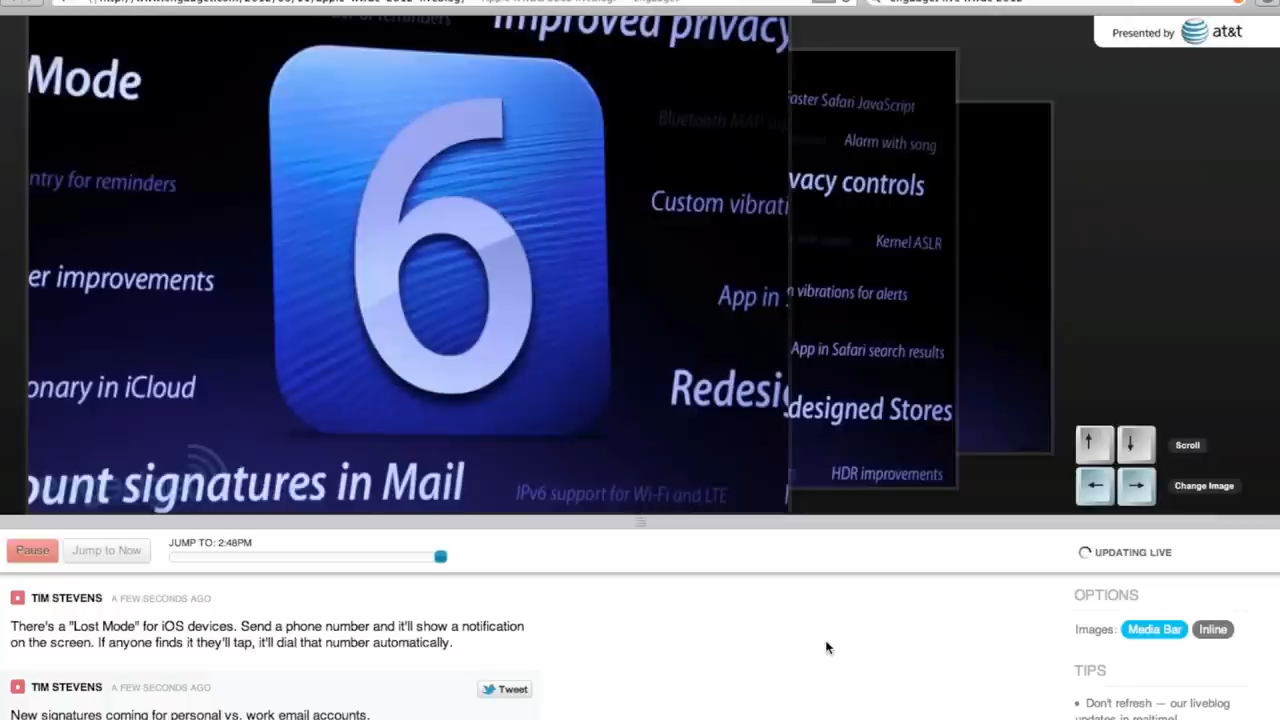 Improved privacy
Presented by at&t
Mode
6
aster Safari JavaScript
Alarm with song
ntry for reminders
Custom vibrati
vacy controls
Kernel ASLR
er improvements
App in
n vibrations for alerts
App in Safari search results
onary in iCloud
Redesig
designed Stores
ount signatures in Mail
IPv6 support for Wi-Fi and LTE
HDR improvements
↑ ↓ Scroll
← → Change Image
Pause
Jump to Now
JUMP TO: 2:48PM
UPDATING LIVE
TIM STEVENS A FEW SECONDS AGO
There's a "Lost Mode" for iOS devices. Send a phone number and it'll show a notification
on the screen. If anyone finds it they'll tap, it'll dial that number automatically.
OPTIONS
Images: Media Bar Inline
TIM STEVENS A FEW SECONDS AGO
Tweet
New signatures coming for personal vs. work email accounts.
TIPS
• Don't refresh — our liveblog
updates in realtime!